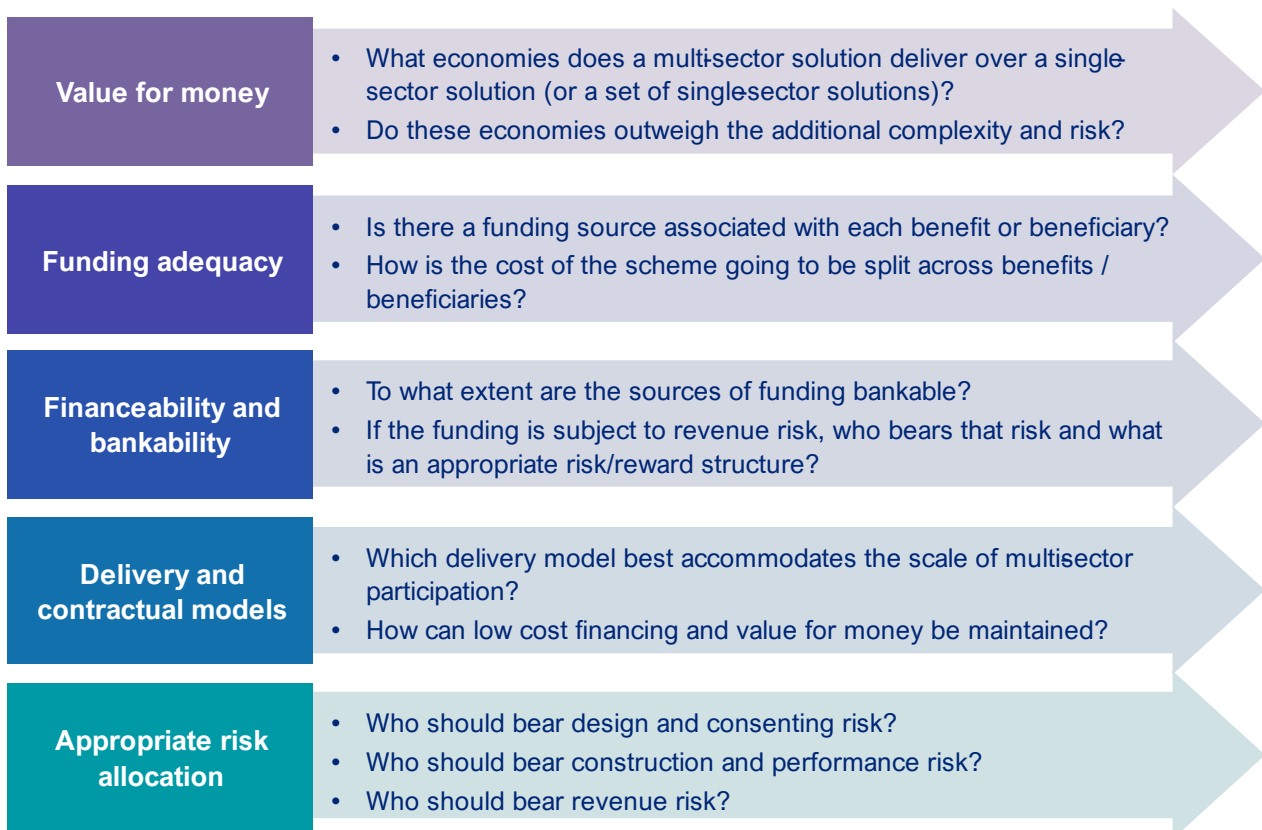 Value for money
• What economies does a multi-sector solution deliver over a single-
sector solution (or a set of single-sector solutions)?
• Do these economies outweigh the additional complexity and risk?
Funding adequacy
• Is there a funding source associated with each benefit or beneficiary?
• How is the cost of the scheme going to be split across benefits /
beneficiaries?
Financeability and
bankability
• To what extent are the sources of funding bankable?
• If the funding is subject to revenue risk, who bears that risk and what
is an appropriate risk/reward structure?
Delivery and
contractual models
• Which delivery model best accommodates the scale of multi-sector
participation?
• How can low cost financing and value for money be maintained?
Appropriate risk
allocation
• Who should bear design and consenting risk?
• Who should bear construction and performance risk?
• Who should bear revenue risk?